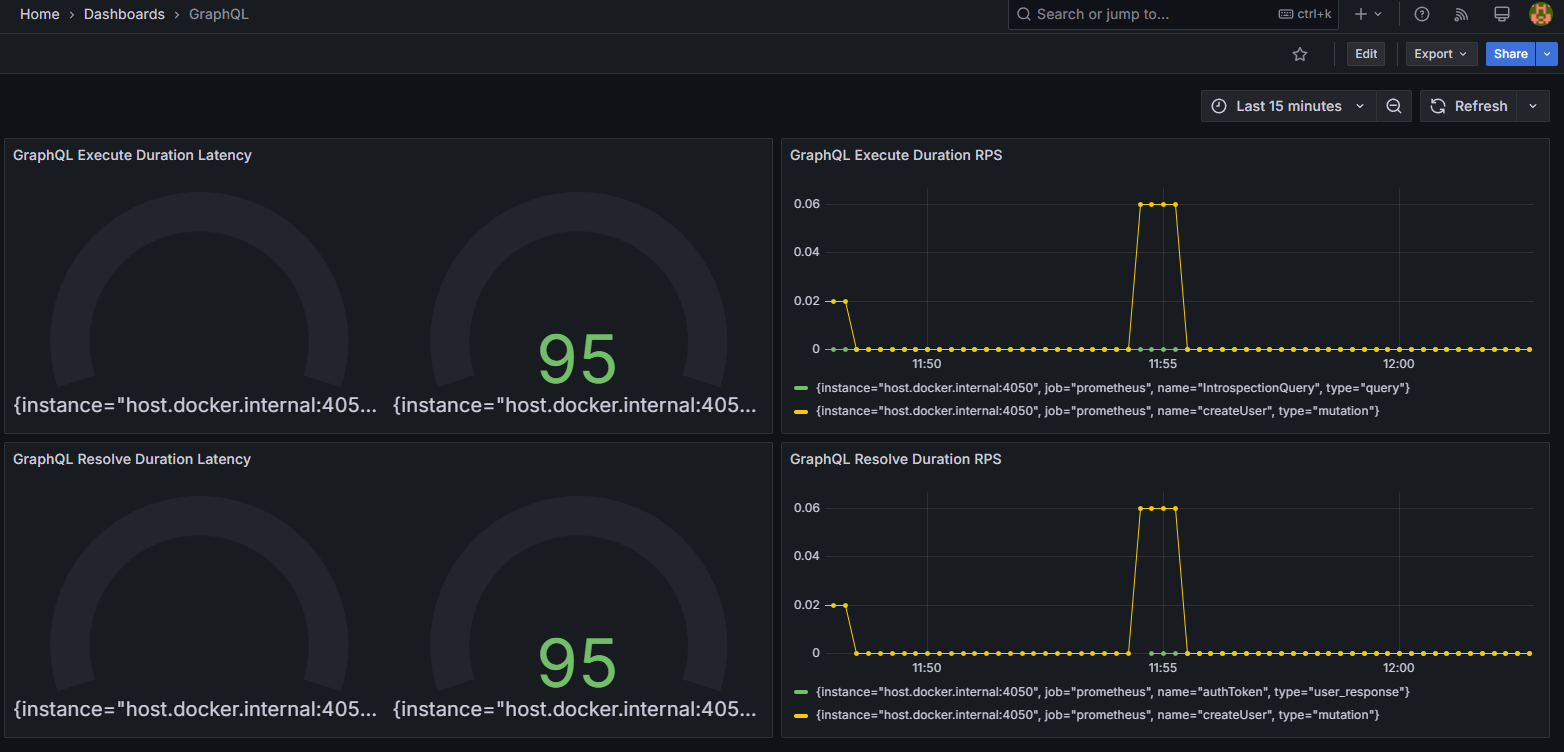 Home › Dashboards › GraphQL
Search or jump to... ctrl+k
Edit Export Share
Last 15 minutes Refresh
GraphQL Execute Duration Latency
95
{instance="host.docker.internal:405... {instance="host.docker.internal:405...
GraphQL Execute Duration RPS
0.06
0.04
0.02
0
11:50 11:55 12:00
{instance="host.docker.internal:4050", job="prometheus", name="IntrospectionQuery", type="query"}
{instance="host.docker.internal:4050", job="prometheus", name="createUser", type="mutation"}
GraphQL Resolve Duration Latency
95
{instance="host.docker.internal:405... {instance="host.docker.internal:405...
GraphQL Resolve Duration RPS
0.06
0.04
0.02
0
11:50 11:55 12:00
{instance="host.docker.internal:4050", job="prometheus", name="authToken", type="user_response"}
{instance="host.docker.internal:4050", job="prometheus", name="createUser", type="mutation"}